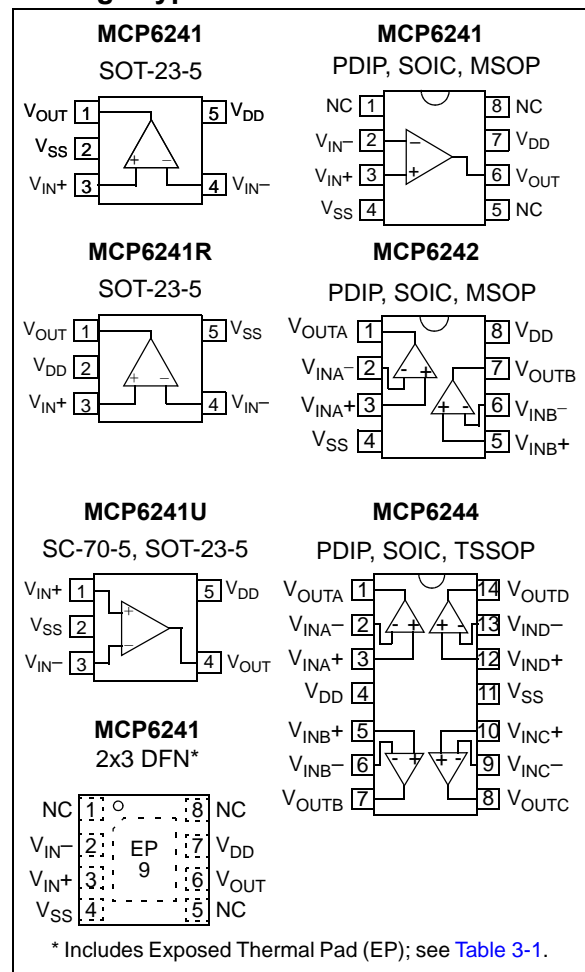 MCP6241
SOT-23-5
VOUT 1 5 VDD
VSS 2
VIN+ 3 4 VIN–
+ –
MCP6241
PDIP, SOIC, MSOP
NC 1 8 NC
VIN– 2 7 VDD
VIN+ 3 6 VOUT
VSS 4 5 NC
–
+
MCP6241R
SOT-23-5
VOUT 1 5 VSS
VDD 2
VIN+ 3 4 VIN–
+ –
MCP6242
PDIP, SOIC, MSOP
VOUTA 1 8 VDD
VINA– 2 7 VOUTB
VINA+ 3 6 VINB–
VSS 4 5 VINB+
- +
+ -
MCP6241U
SC-70-5, SOT-23-5
VIN+ 1 5 VDD
VSS 2
VIN– 3 4 VOUT
+
–
MCP6244
PDIP, SOIC, TSSOP
VOUTA 1 14 VOUTD
VINA– 2 13 VIND–
VINA+ 3 12 VIND+
VDD 4 11 VSS
VINB+ 5 10 VINC+
VINB– 6 9 VINC–
VOUTB 7 8 VOUTC
- + + -
- + + -
MCP6241
2x3 DFN*
NC 1 8 NC
VIN– 2 7 VDD
VIN+ 3 6 VOUT
VSS 4 5 NC
EP
9
* Includes Exposed Thermal Pad (EP); see Table 3-1.